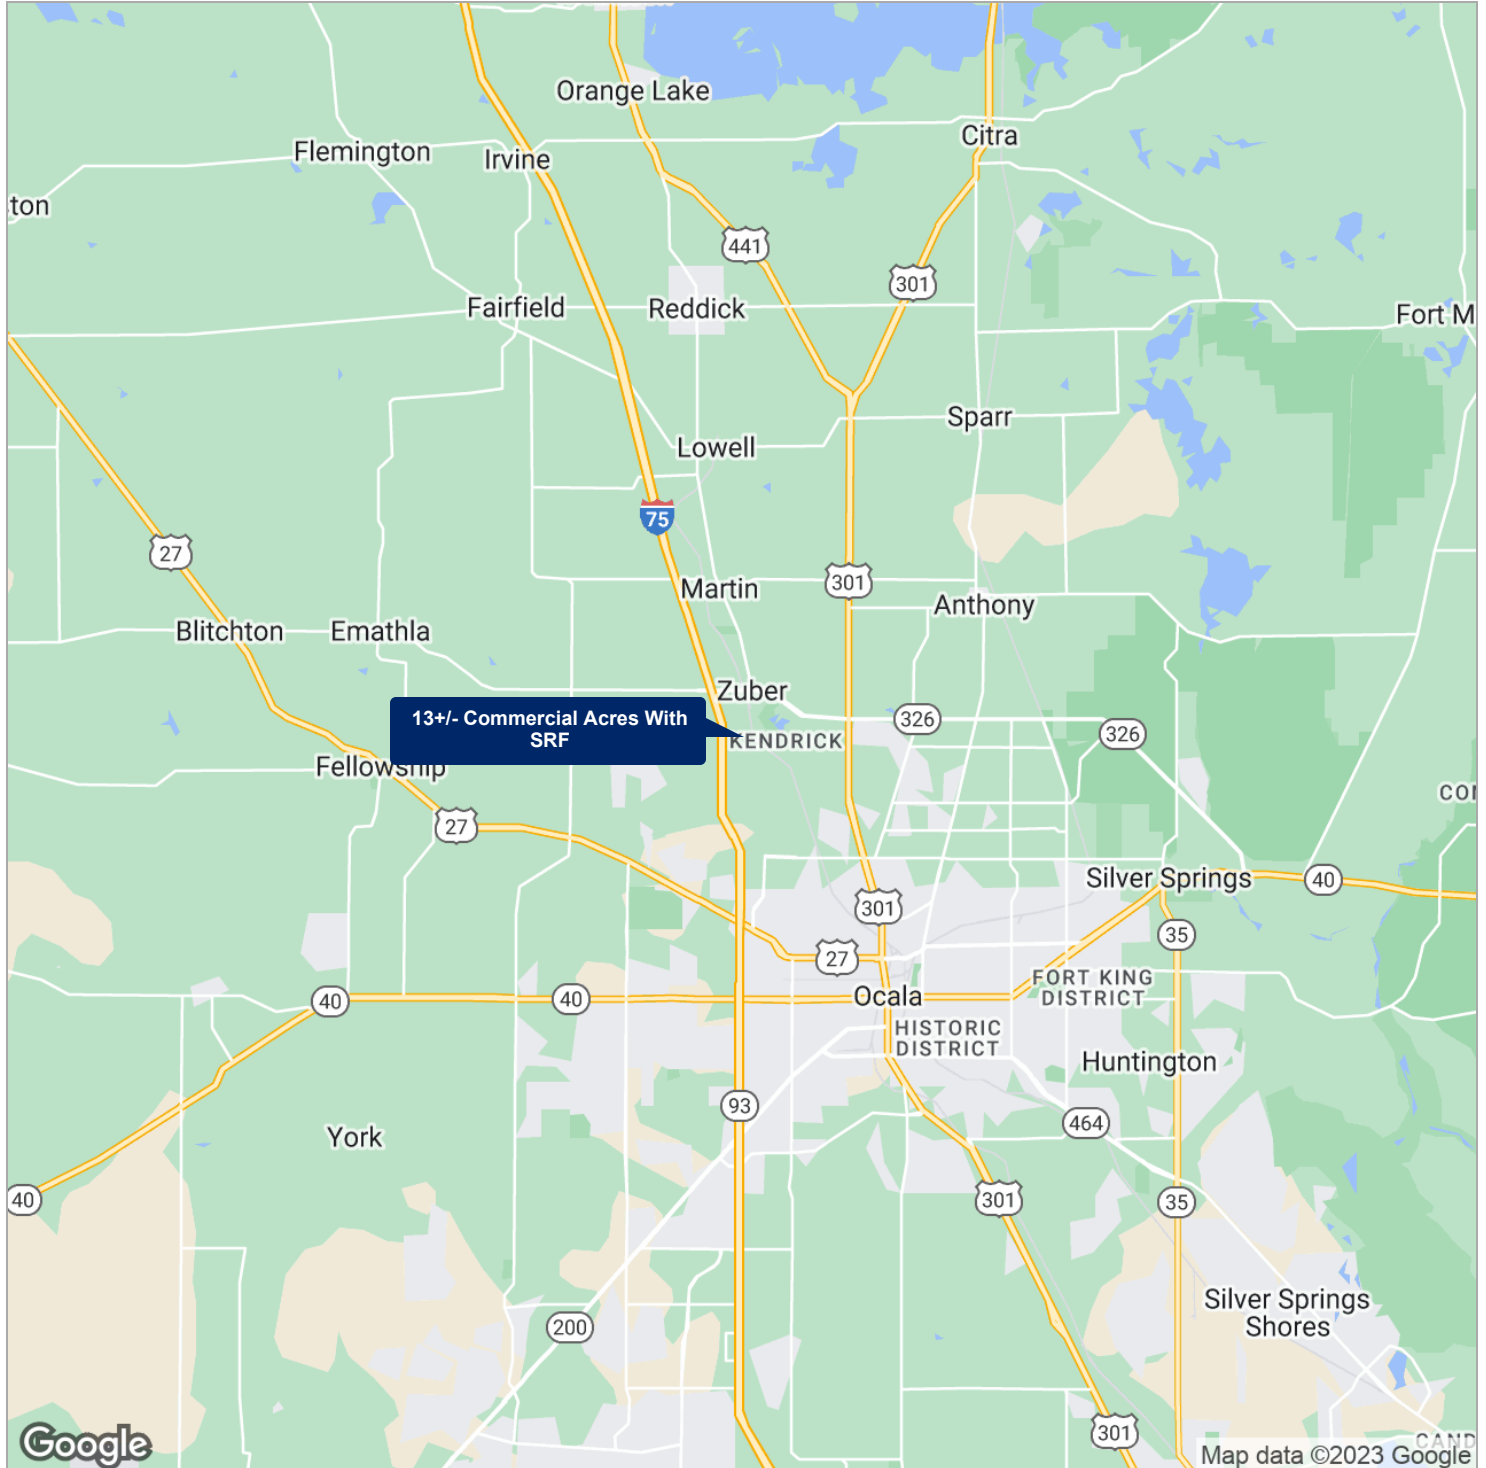 Orange Lake
Citra
Flemington
Irvine
ton
441
301
Fairfield
Reddick
Fort M
Sparr
Lowell
75
27
Martin
301
Anthony
Blitchton
Emathla
Zuber
13+/- Commercial Acres With
SRF
326
326
KENDRICK
Fellowship
27
COI
Silver Springs
40
301
35
27
FORT KING
DISTRICT
Ocala
40
40
HISTORIC
DISTRICT
Huntington
93
464
York
40
301
35
Silver Springs
Shores
200
301
CAND
Google
Map data ©2023 Google